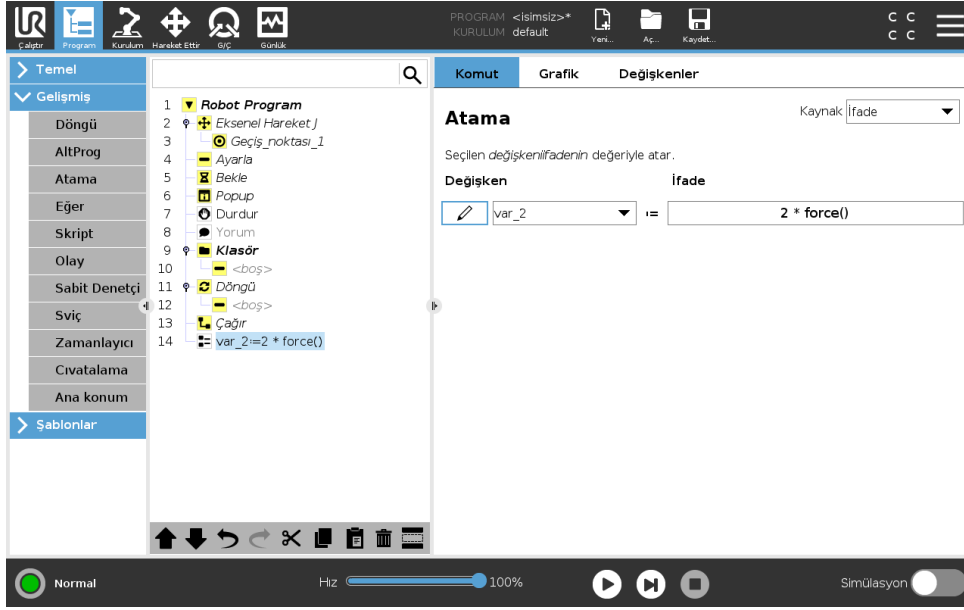 PROGRAM <isimsiz>*
KURULUM default
Çalıştır Program Kurulum Hareket Ettir G/Ç Günlük Yeni... Aç... Kaydet...
C C
C C
Temel
Gelişmiş
Döngü
AltProg
Atama
Eğer
Skript
Olay
Sabit Denetçi
Sviç
Zamanlayıcı
Cıvatalama
Ana konum
Şablonlar
1 Robot Program
2 Eksenel Hareket J
3 Geçiş_noktası_1
4 Ayarla
5 Bekle
6 Popup
7 Durdur
8 Yorum
9 Klasör
10 <boş>
11 Döngü
12 <boş>
13 Çağır
14 var_2:=2 * force()
Komut Grafik Değişkenler
Atama
Kaynak İfade
Seçilen değişkeniifadenin değeriyle atar.
Değişken İfade
var_2 := 2 * force()
Normal
Hız 100%
Simülasyon